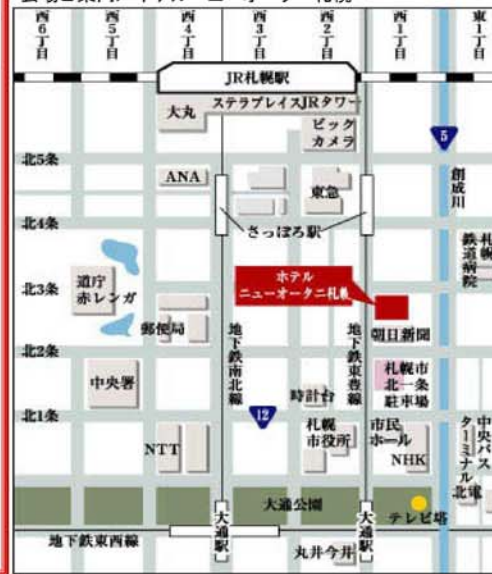 西6丁目
西5丁目
西4丁目
西3丁目
西2丁目
西1丁目
東1丁目
JR札幌駅
大丸
ステラプレイスJRタワー
ビック
カメラ
5
北5条
ANA
東急
創成川
北4条
さっぽろ駅
札幌
鉄道病院
北3条
道庁
赤レンガ
ホテル
ニューオータニ札幌
郵便局
地下鉄南北線
地下鉄東豊線
朝日新聞
北2条
中央署
時計台
札幌市
北一条
駐車場
北1条
12
NTT
札幌
市役所
市民
ホール
NHK
中央バス
ターミナル
北電
大通公園
テレビ塔
地下鉄東西線
大通駅
大通駅
丸井今井